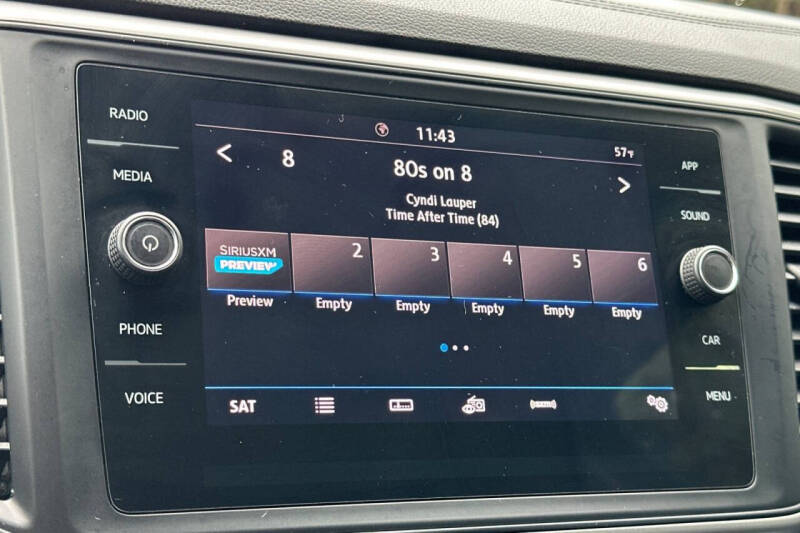 RADIO
MEDIA
PHONE
VOICE
11:43
57°F
8
80s on 8
Cyndi Lauper
Time After Time (84)
SIRIUSXM
PREVIEW
2
3
4
5
6
Preview
Empty
Empty
Empty
Empty
Empty
SAT
APP
SOUND
CAR
MENU